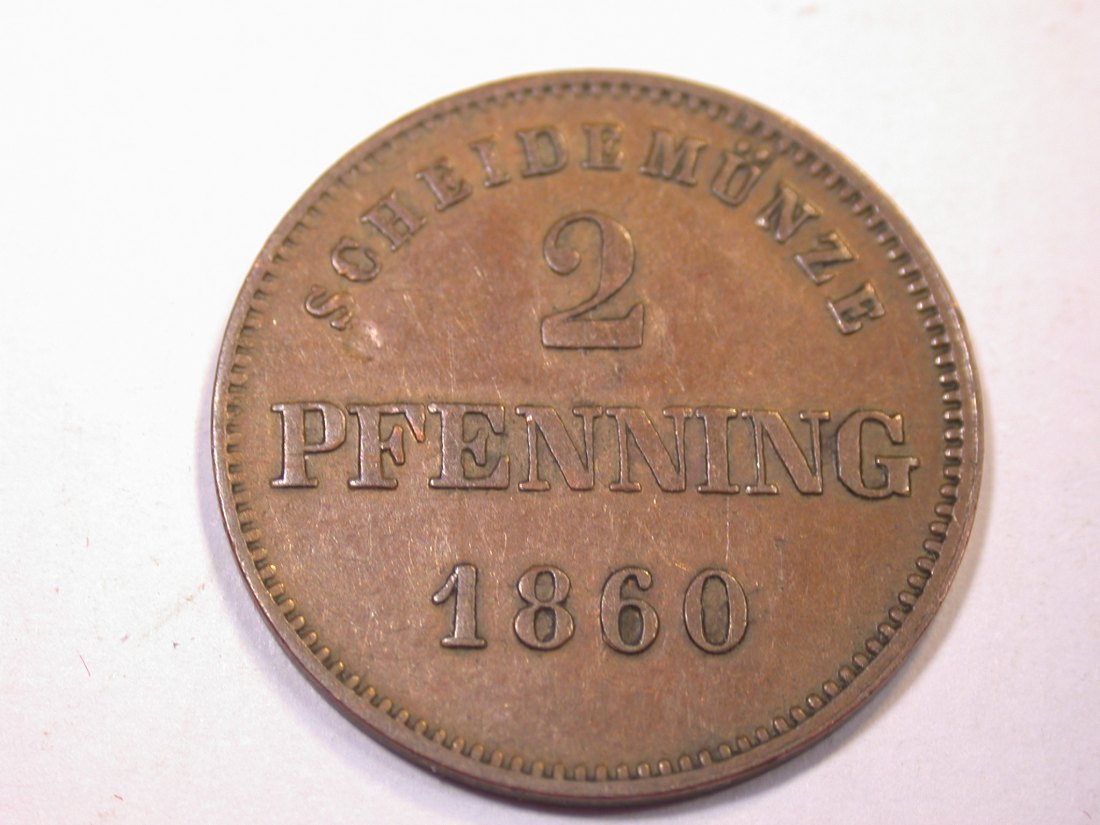 SCHEIDEMÜNZE
2
PFENNING
1860